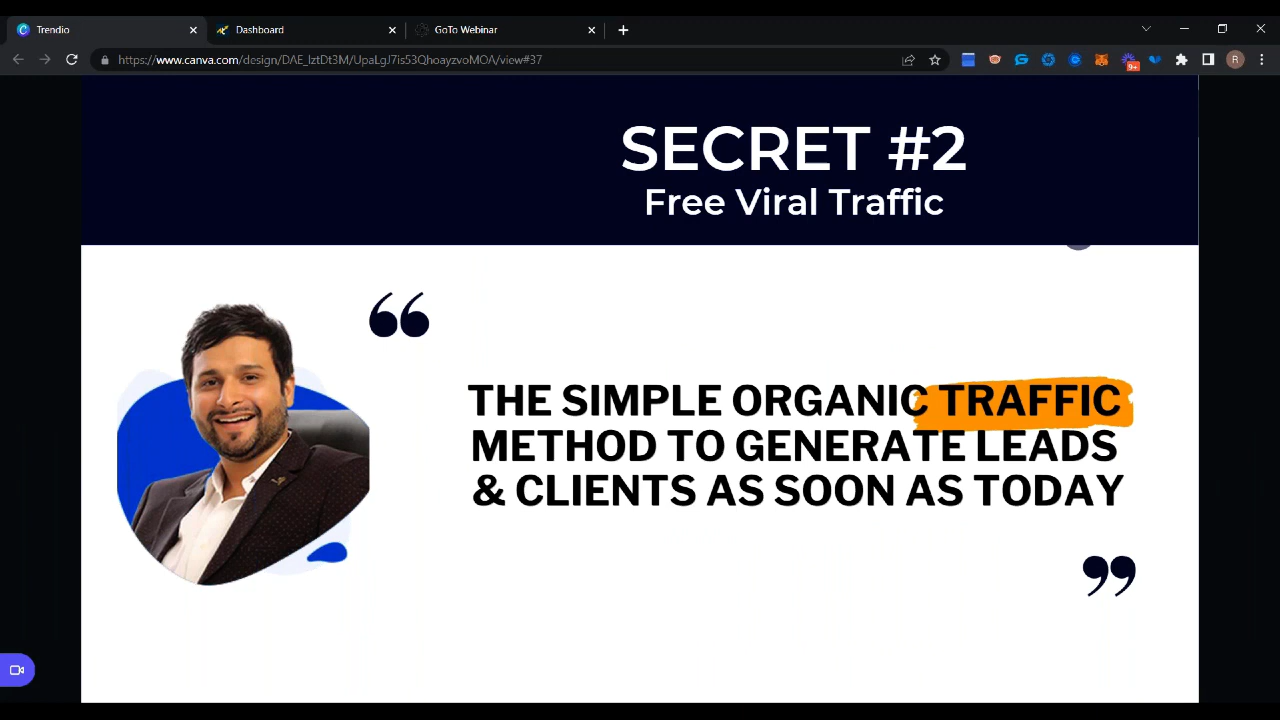 Trendio
Dashboard
GoTo Webinar
https://www.canva.com/design/DAE_lztDt3M/UpaLgJ7is53QhoayzvoMOA/view#37
9+
R
SECRET #2
Free Viral Traffic
“
THE SIMPLE ORGANIC TRAFFIC
METHOD TO GENERATE LEADS
& CLIENTS AS SOON AS TODAY
”